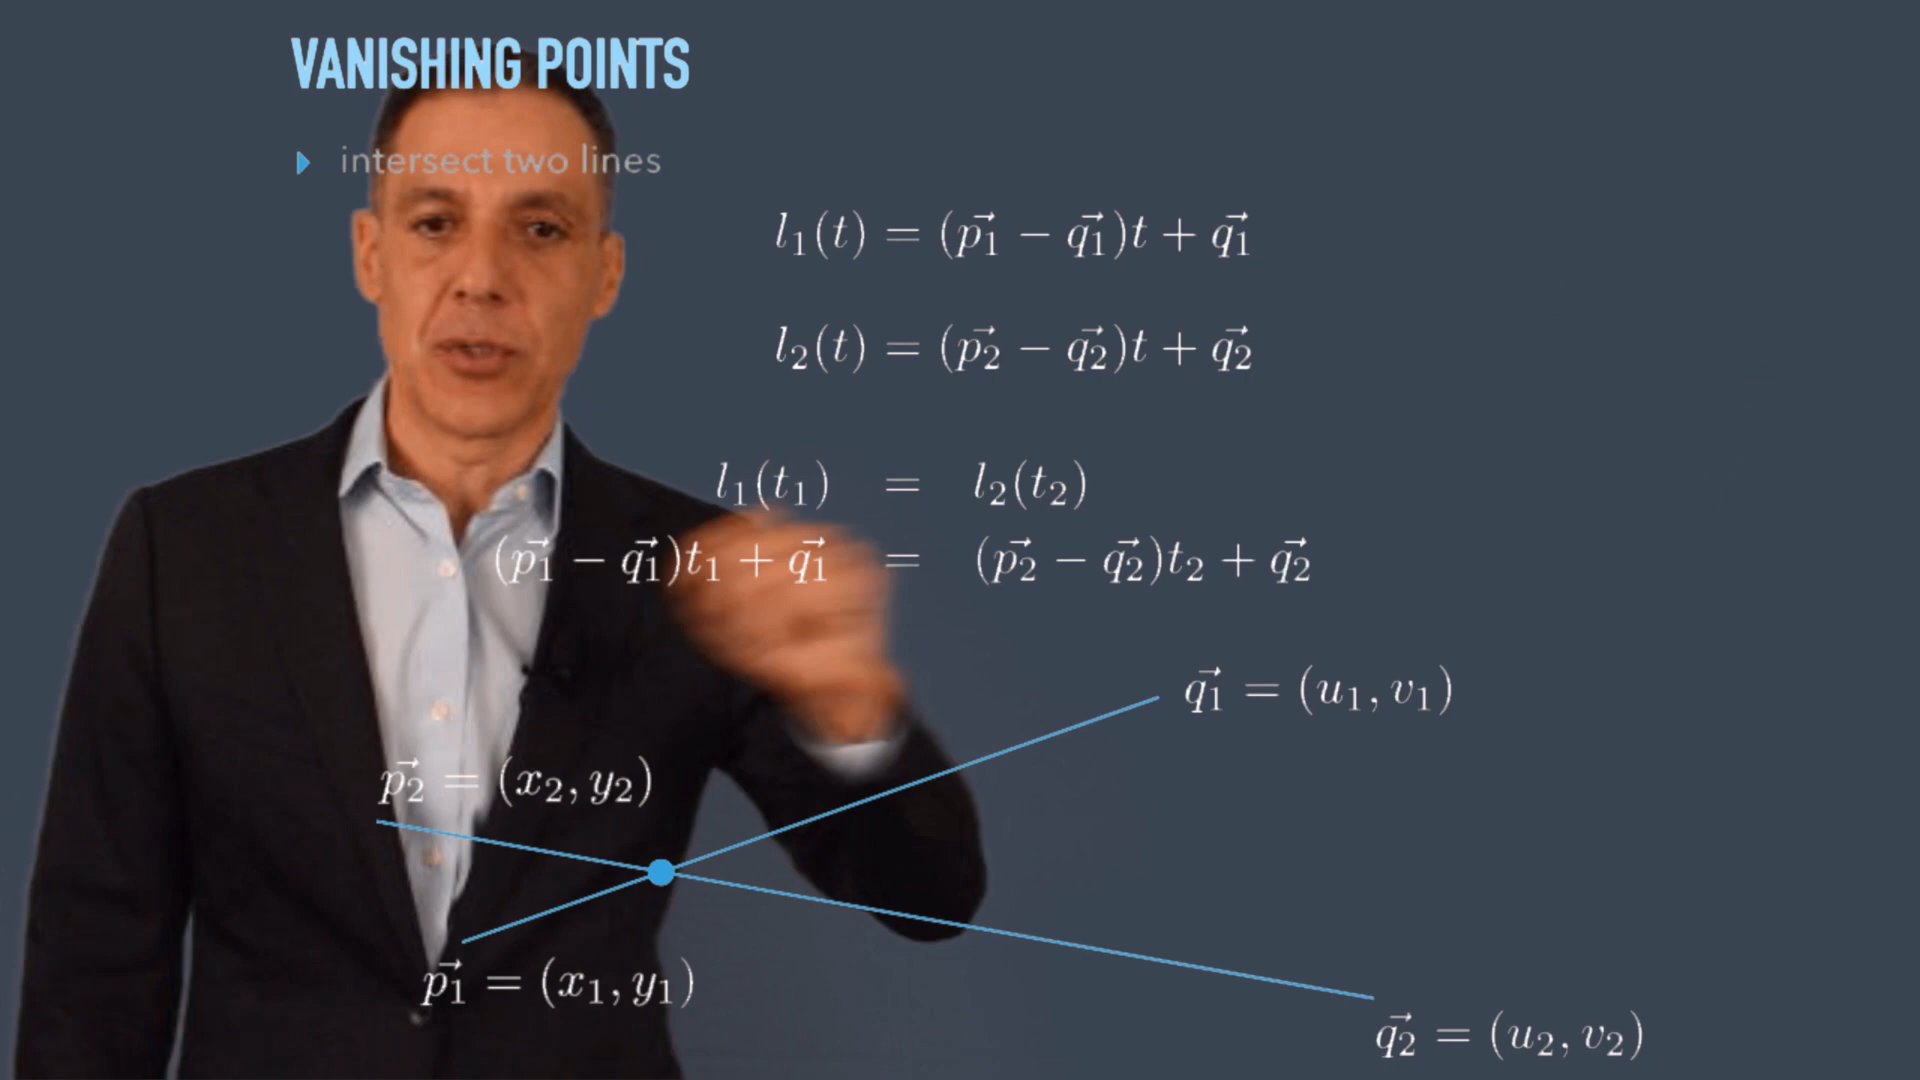 VANISHING POINTS
intersect two lines
l₁(t) = (p⃗₁ − q⃗₁)t + q⃗₁
l₂(t) = (p⃗₂ − q⃗₂)t + q⃗₂
l₁(t₁) = l₂(t₂)
(p⃗₁ − q⃗₁)t₁ + q⃗₁ = (p⃗₂ − q⃗₂)t₂ + q⃗₂
q⃗₁ = (u₁, v₁)
p⃗₂ = (x₂, y₂)
p⃗₁ = (x₁, y₁)
q⃗₂ = (u₂, v₂)